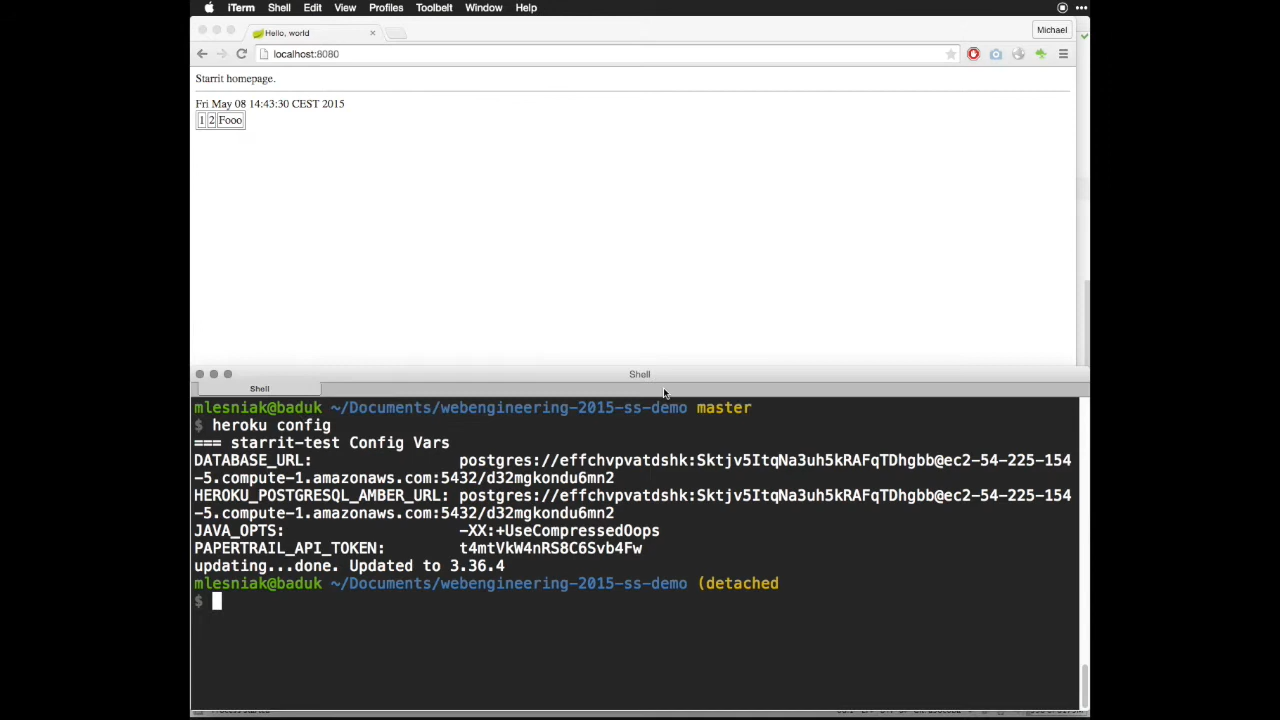 iTerm Shell Edit View Profiles Toolbelt Window Help
Hello, world
Michael
localhost:8080
Starrit homepage.
Fri May 08 14:43:30 CEST 2015
1 2 Fooo
Shell
Shell
mlesniak@baduk ~/Documents/webengineering-2015-ss-demo master
$ heroku config
=== starrit-test Config Vars
DATABASE_URL: postgres://effchvpvatdshk:Sktjv5ItqNa3uh5kRAFqTDhgbb@ec2-54-225-154
-5.compute-1.amazonaws.com:5432/d32mgkondu6mn2
HEROKU_POSTGRESQL_AMBER_URL: postgres://effchvpvatdshk:Sktjv5ItqNa3uh5kRAFqTDhgbb@ec2-54-225-154
-5.compute-1.amazonaws.com:5432/d32mgkondu6mn2
JAVA_OPTS: -XX:+UseCompressedOops
PAPERTRAIL_API_TOKEN: t4mtVkW4nRS8C6Svb4Fw
updating...done. Updated to 3.36.4
mlesniak@baduk ~/Documents/webengineering-2015-ss-demo (detached
$